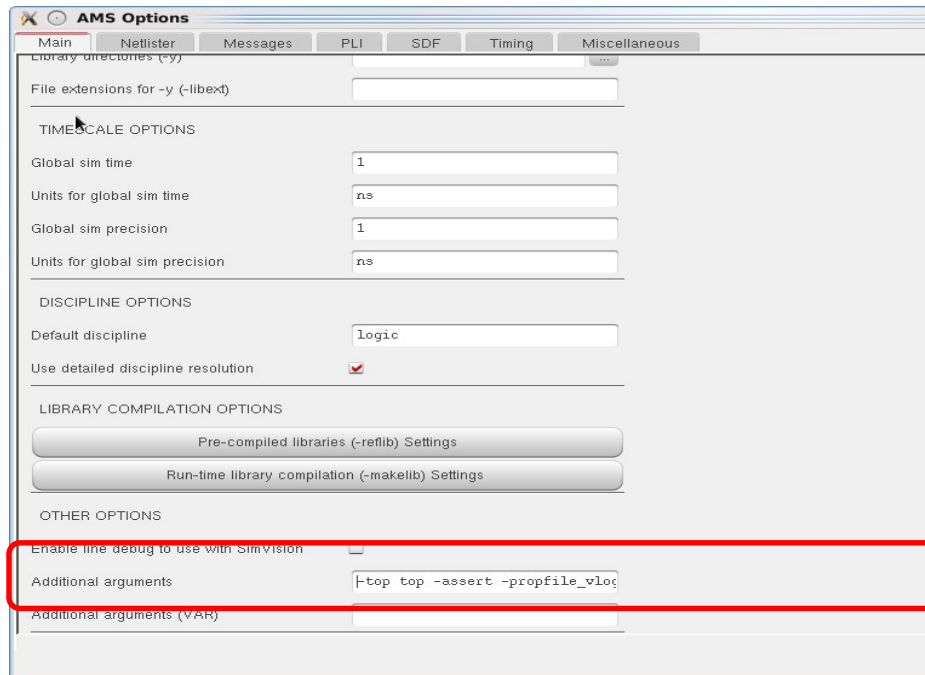 AMS Options
Main Netlister Messages PLI SDF Timing Miscellaneous
Library directories (-y) ...
File extensions for -y (-libext)
TIMESCALE OPTIONS
Global sim time 1
Units for global sim time ns
Global sim precision 1
Units for global sim precision ns
DISCIPLINE OPTIONS
Default discipline logic
Use detailed discipline resolution
LIBRARY COMPILATION OPTIONS
Pre-compiled libraries (-reflib) Settings
Run-time library compilation (-makelib) Settings
OTHER OPTIONS
Enable line debug to use with SimVision
Additional arguments -top top -assert -propfile_vlog
Additional arguments (VAR)